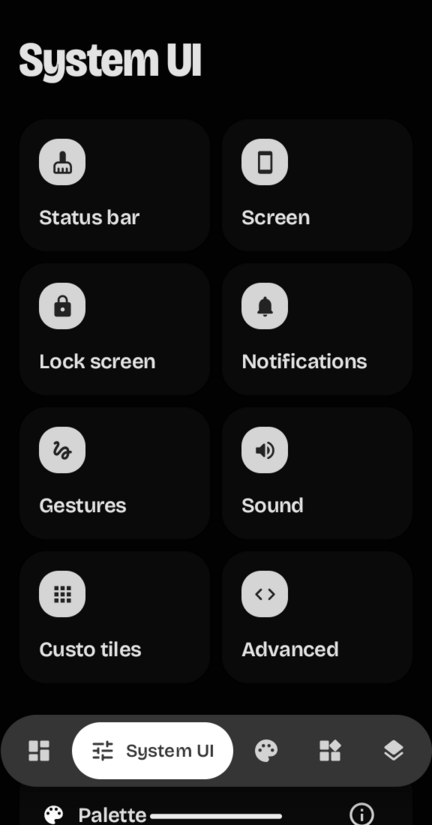 System UI
Status bar
Screen
Lock screen
Notifications
Gestures
Sound
Custo tiles
Advanced
System UI
Palette